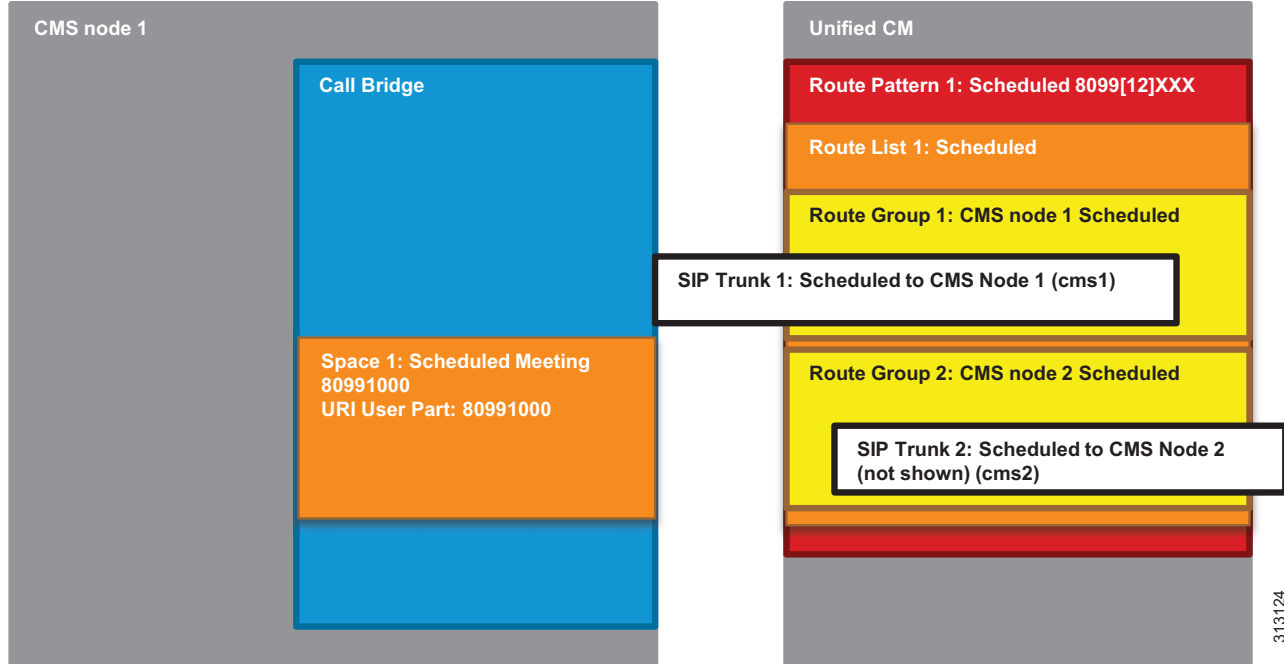 CMS node 1
Call Bridge
Space 1: Scheduled Meeting
80991000
URI User Part: 80991000
Unified CM
Route Pattern 1: Scheduled 8099[12]XXX
Route List 1: Scheduled
Route Group 1: CMS node 1 Scheduled
SIP Trunk 1: Scheduled to CMS Node 1 (cms1)
Route Group 2: CMS node 2 Scheduled
SIP Trunk 2: Scheduled to CMS Node 2
(not shown) (cms2)
313124